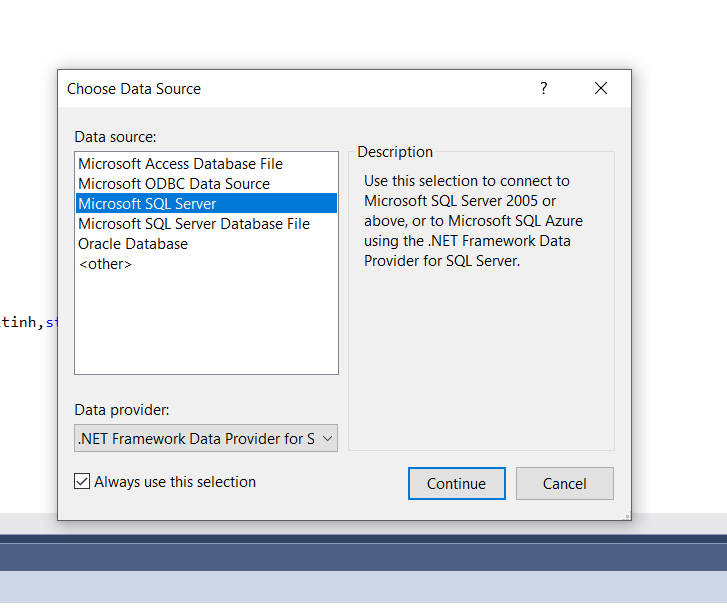 Choose Data Source
?
Data source:
Microsoft Access Database File
Microsoft ODBC Data Source
Microsoft SQL Server
Microsoft SQL Server Database File
Oracle Database
<other>
Description
Use this selection to connect to
Microsoft SQL Server 2005 or
above, or to Microsoft SQL Azure
using the .NET Framework Data
Provider for SQL Server.
tinh,st
Data provider:
.NET Framework Data Provider for S
Always use this selection
Continue
Cancel